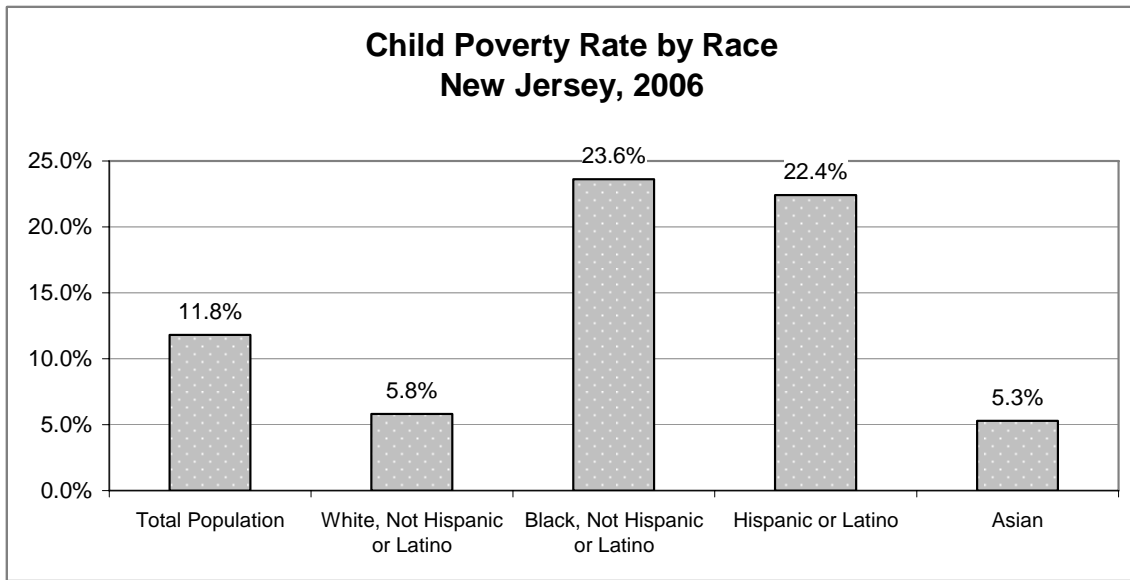 Child Poverty Rate by Race
New Jersey, 2006
25.0%
20.0%
15.0%
10.0%
5.0%
0.0%
11.8%
5.8%
23.6%
22.4%
5.3%
Total Population
White, Not Hispanic
or Latino
Black, Not Hispanic
or Latino
Hispanic or Latino
Asian